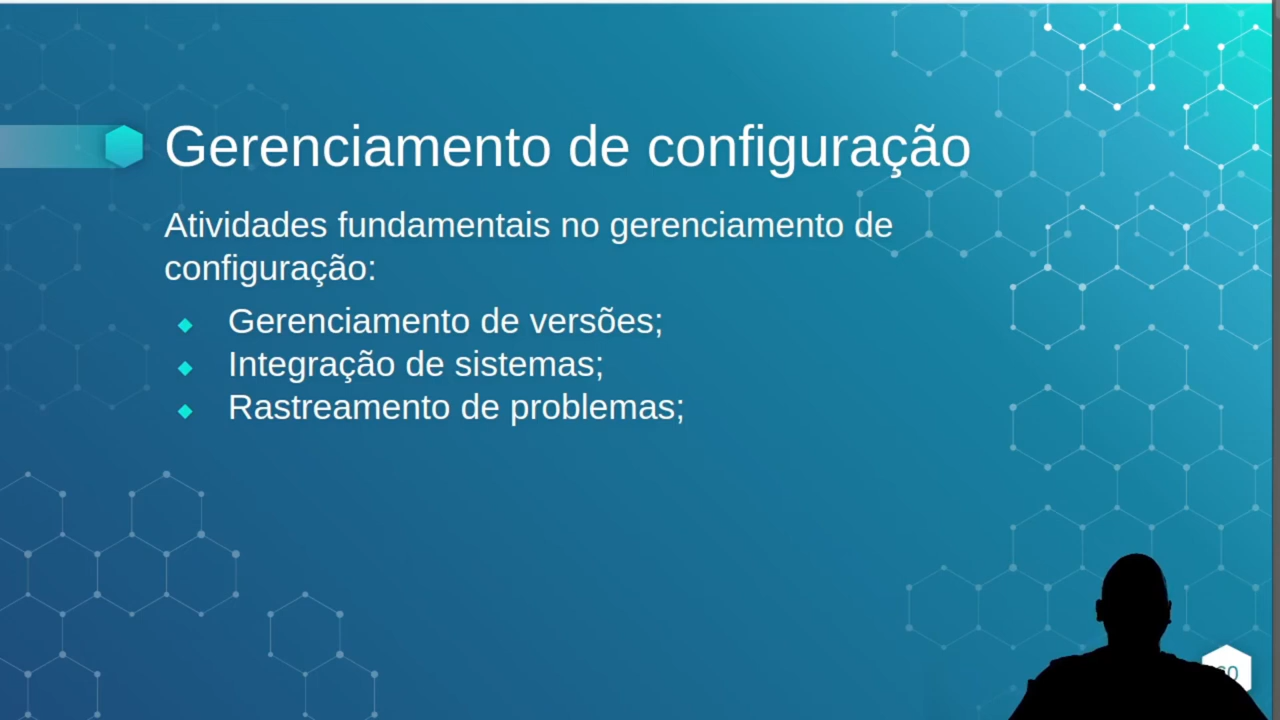 Gerenciamento de configuração
Atividades fundamentais no gerenciamento de
configuração:
Gerenciamento de versões;
Integração de sistemas;
Rastreamento de problemas;